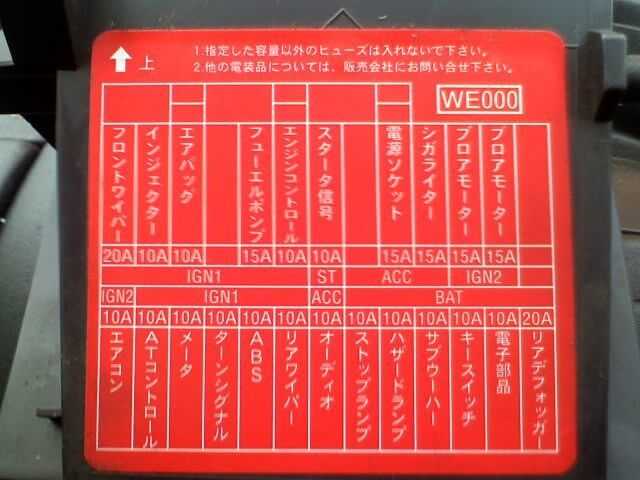 上
1.指定した容量以外のヒューズは入れないで下さい。
2.他の電装品については、販売会社にお問い合せ下さい。
WE000
フロントワイパー
インジェクター
エアバッグ
フューエルポンプ
エンジンコントロール
スタータ信号
電源ソケット
シガライター
ブロアモーター
ブロアモーター
20A 10A 10A 15A 10A 10A 15A 15A 15A 15A
IGN1 ST ACC IGN2
IGN2 IGN1 ACC BAT
10A 10A 10A 10A 10A 10A 10A 10A 10A 10A 10A 10A 20A
エアコン
ATコントロール
メータ
ターンシグナル
ABS
リアワイパー
オーディオ
ストップランプ
ハザードランプ
サブウーハー
キースイッチ
電子部品
リアデフォッガ